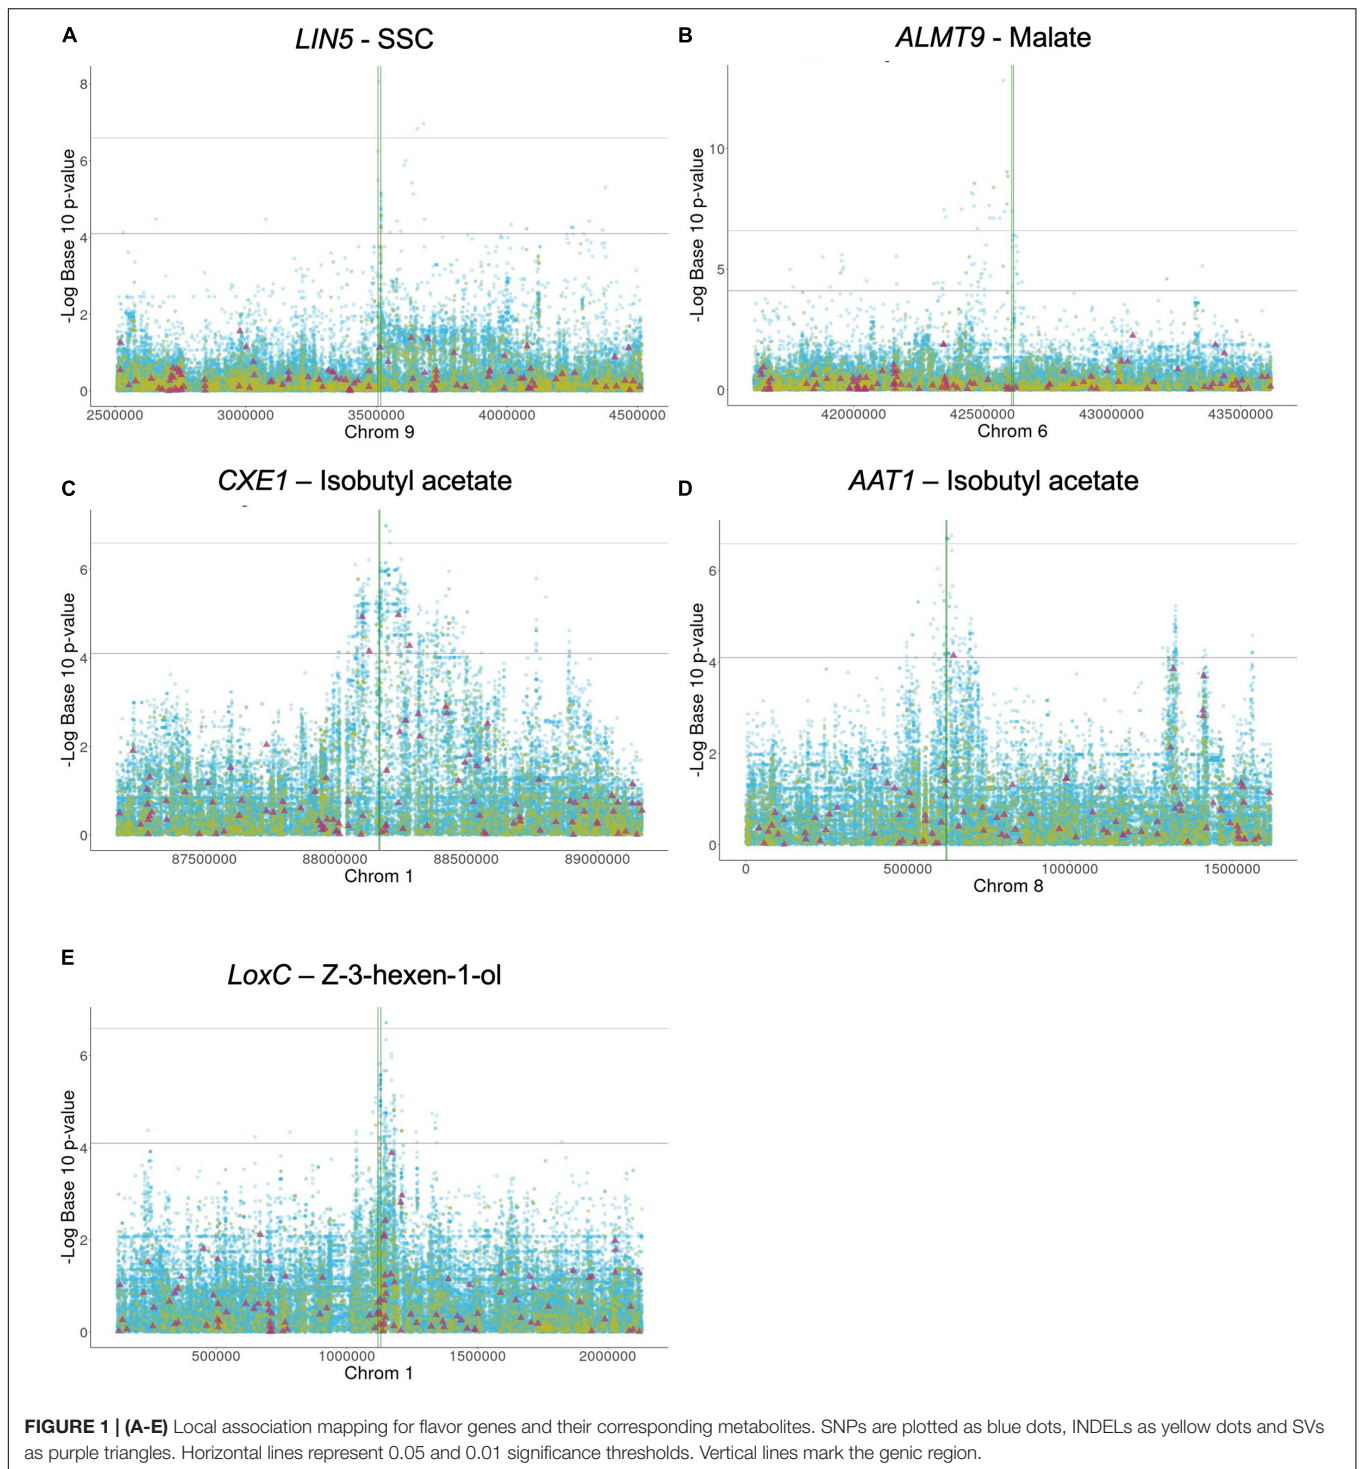 A
LIN5 - SSC
8
6
4
2
0
-Log Base 10 p-value
2500000 3000000 3500000 4000000 4500000
Chrom 9
B
ALMT9 - Malate
10
5
0
-Log Base 10 p-value
42000000 42500000 43000000 43500000
Chrom 6
C
CXE1 – Isobutyl acetate
6
4
2
0
-Log Base 10 p-value
87500000 88000000 88500000 89000000
Chrom 1
D
AAT1 – Isobutyl acetate
6
4
2
0
-Log Base 10 p-value
0 500000 1000000 1500000
Chrom 8
E
LoxC – Z-3-hexen-1-ol
6
4
2
0
-Log Base 10 p-value
500000 1000000 1500000 2000000
Chrom 1
FIGURE 1 | (A-E) Local association mapping for flavor genes and their corresponding metabolites. SNPs are plotted as blue dots, INDELs as yellow dots and SVs
as purple triangles. Horizontal lines represent 0.05 and 0.01 significance thresholds. Vertical lines mark the genic region.